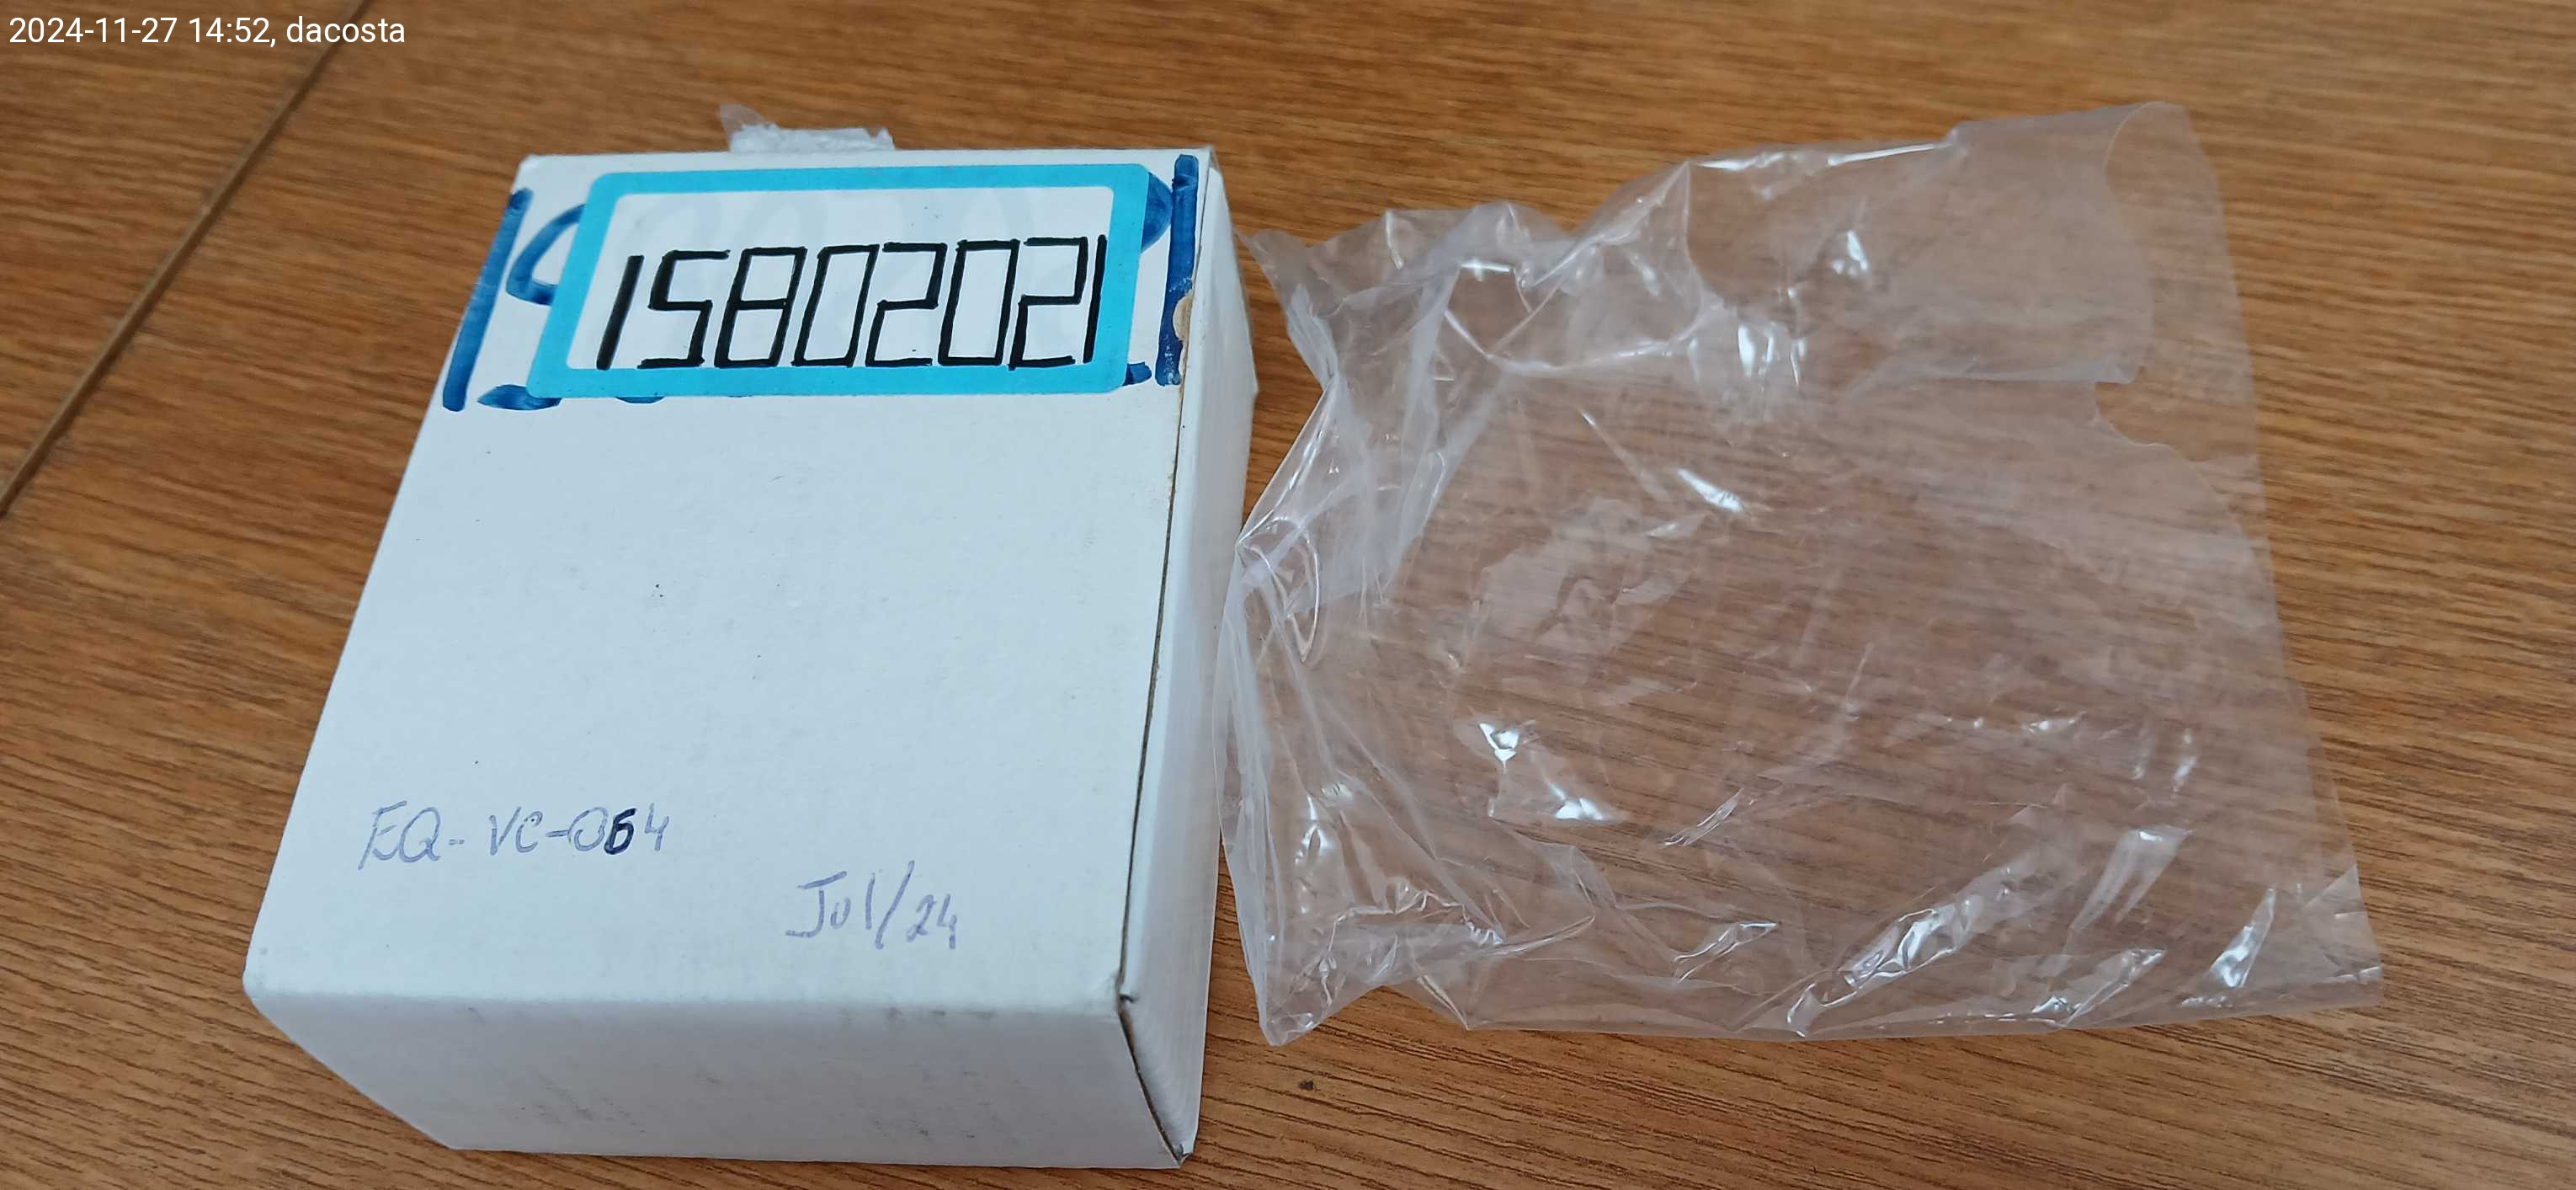 2024-11-27 14:52, dacosta
15802021
EQ-VC-064
Jul/24